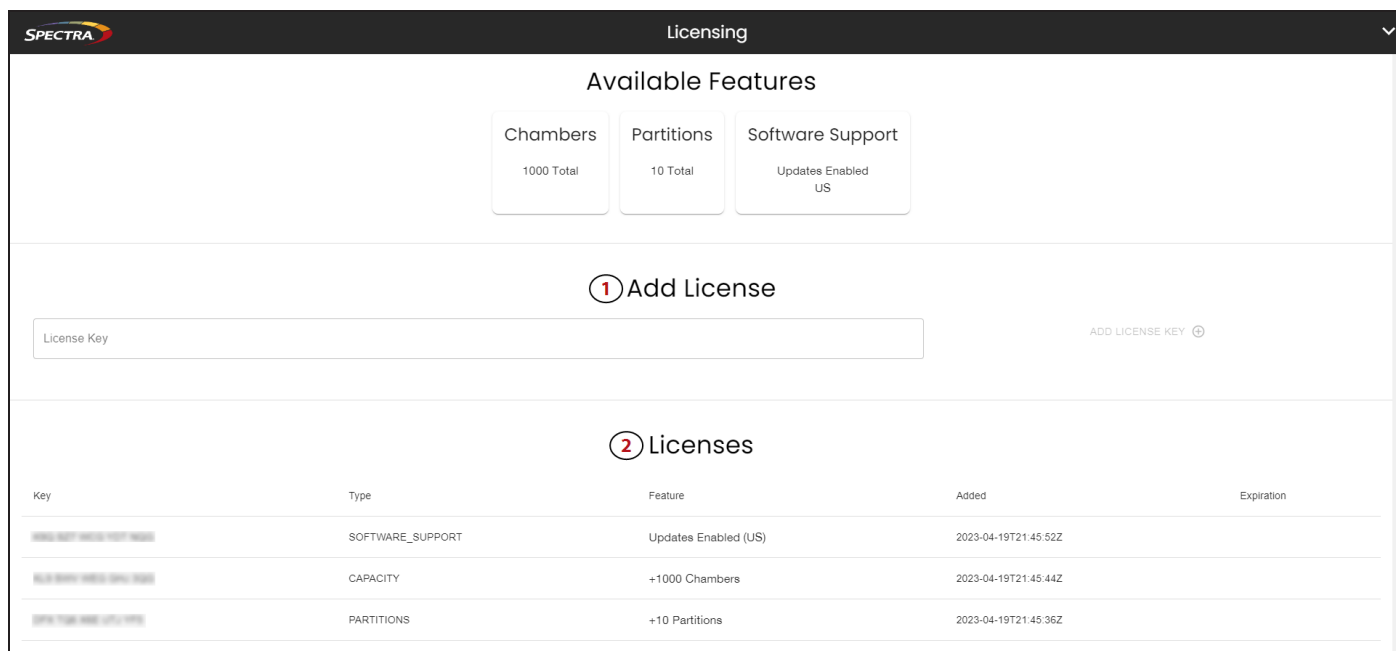 SPECTRA
Licensing
Available Features
Chambers
1000 Total
Partitions
10 Total
Software Support
Updates Enabled
US
1 Add License
License Key
ADD LICENSE KEY
2 Licenses
Key Type Feature Added Expiration
SOFTWARE_SUPPORT Updates Enabled (US) 2023-04-19T21:45:52Z
CAPACITY +1000 Chambers 2023-04-19T21:45:44Z
PARTITIONS +10 Partitions 2023-04-19T21:45:36Z